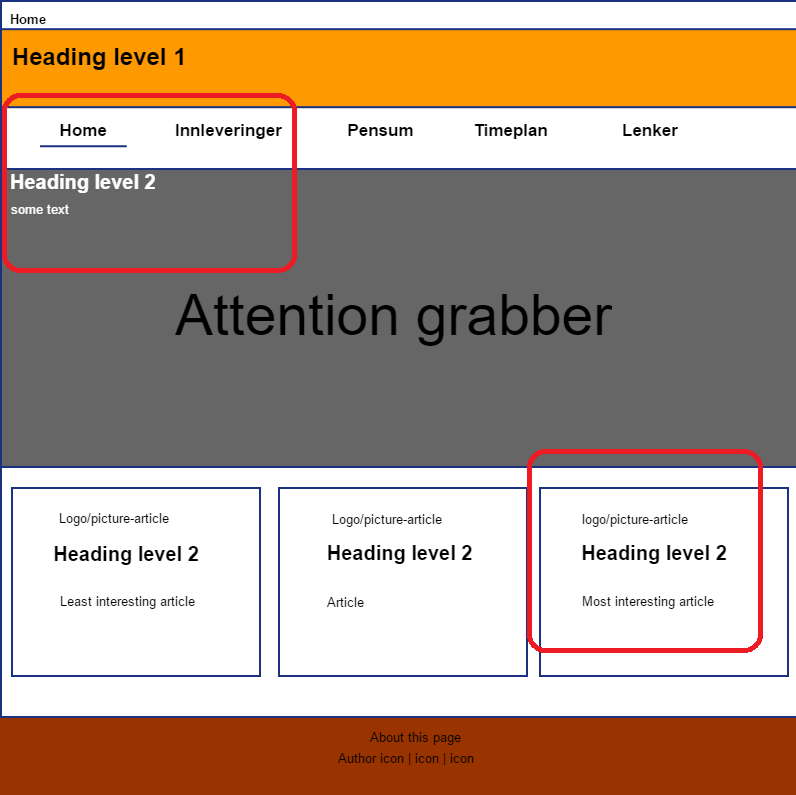 Home
Heading level 1
Home Innleveringer Pensum Timeplan Lenker
Heading level 2
some text
Attention grabber
Logo/picture-article
Heading level 2
Least interesting article
Logo/picture-article
Heading level 2
Article
logo/picture-article
Heading level 2
Most interesting article
About this page
Author icon | icon | icon